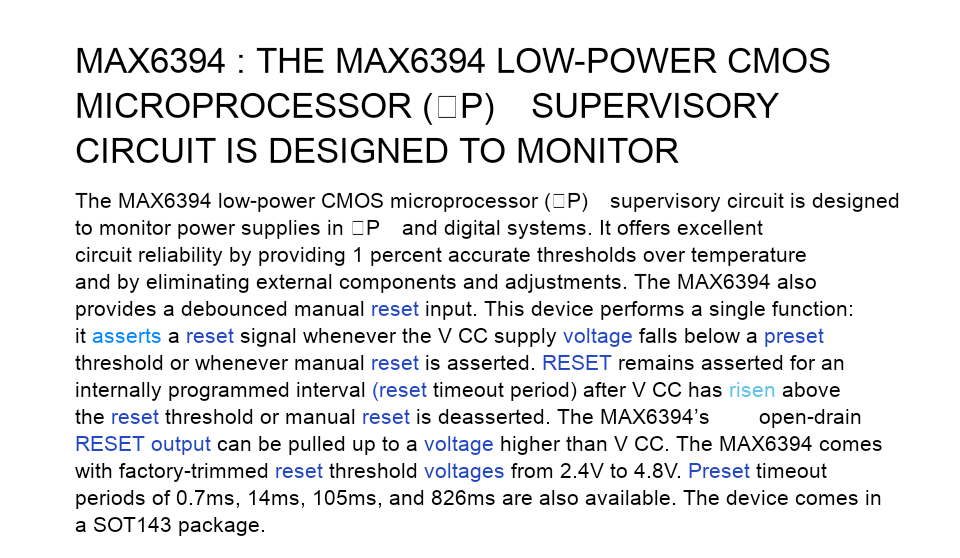 MAX6394 : THE MAX6394 LOW-POWER CMOS
MICROPROCESSOR (□P) SUPERVISORY
CIRCUIT IS DESIGNED TO MONITOR
The MAX6394 low-power CMOS microprocessor (□P) supervisory circuit is designed
to monitor power supplies in □P and digital systems. It offers excellent
circuit reliability by providing 1 percent accurate thresholds over temperature
and by eliminating external components and adjustments. The MAX6394 also
provides a debounced manual reset input. This device performs a single function:
it asserts a reset signal whenever the V CC supply voltage falls below a preset
threshold or whenever manual reset is asserted. RESET remains asserted for an
internally programmed interval (reset timeout period) after V CC has risen above
the reset threshold or manual reset is deasserted. The MAX6394’s open-drain
RESET output can be pulled up to a voltage higher than V CC. The MAX6394 comes
with factory-trimmed reset threshold voltages from 2.4V to 4.8V. Preset timeout
periods of 0.7ms, 14ms, 105ms, and 826ms are also available. The device comes in
a SOT143 package.